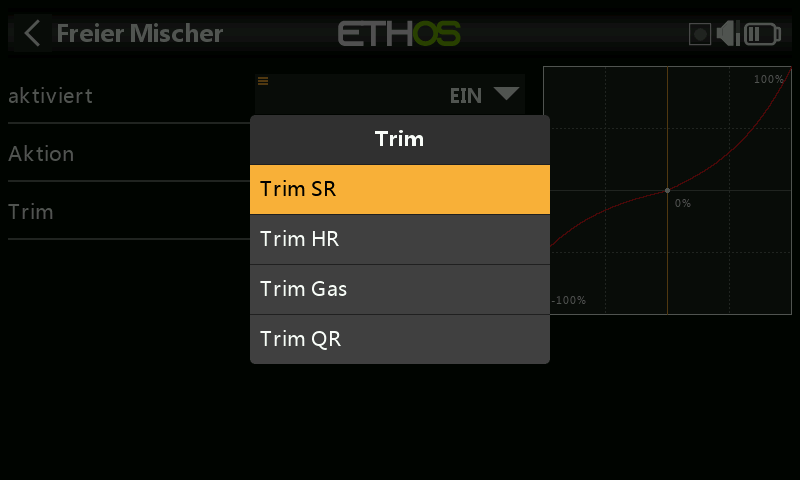 Freier Mischer
ETHOS
aktiviert
EIN
100%
Aktion
Trim
0%
-100%
Trim
Trim SR
Trim HR
Trim Gas
Trim QR